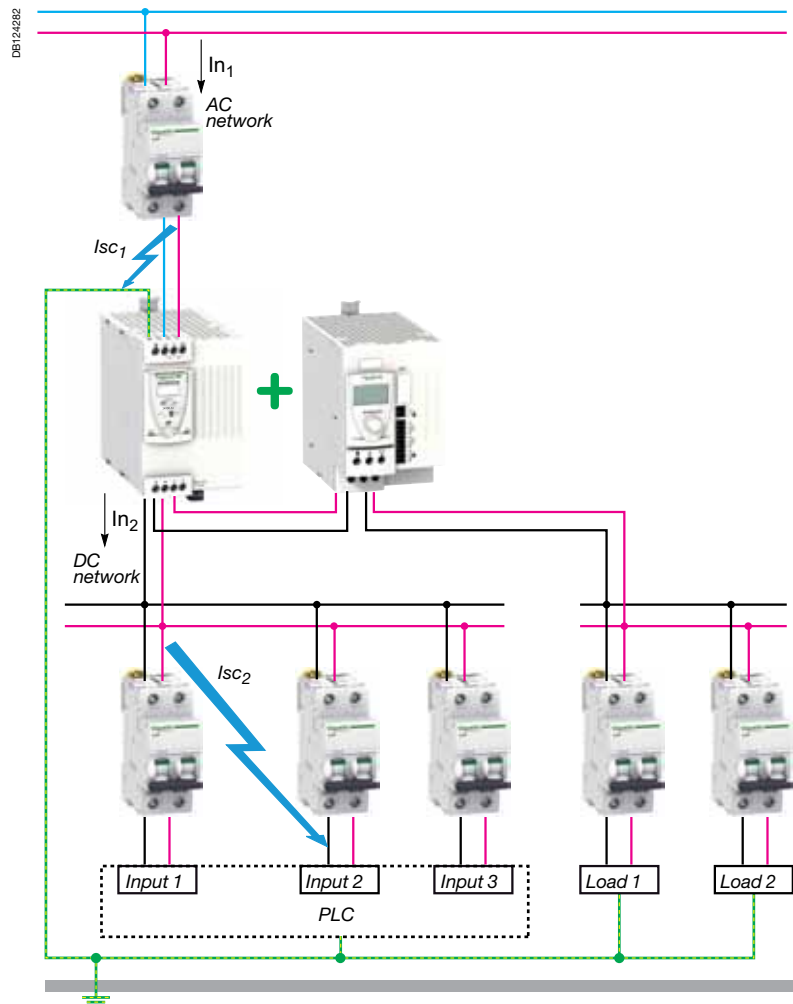 DB124282
In1
AC
network
Isc1
In2
DC
network
Isc2
Input 1
Input 2
Input 3
Load 1
Load 2
PLC